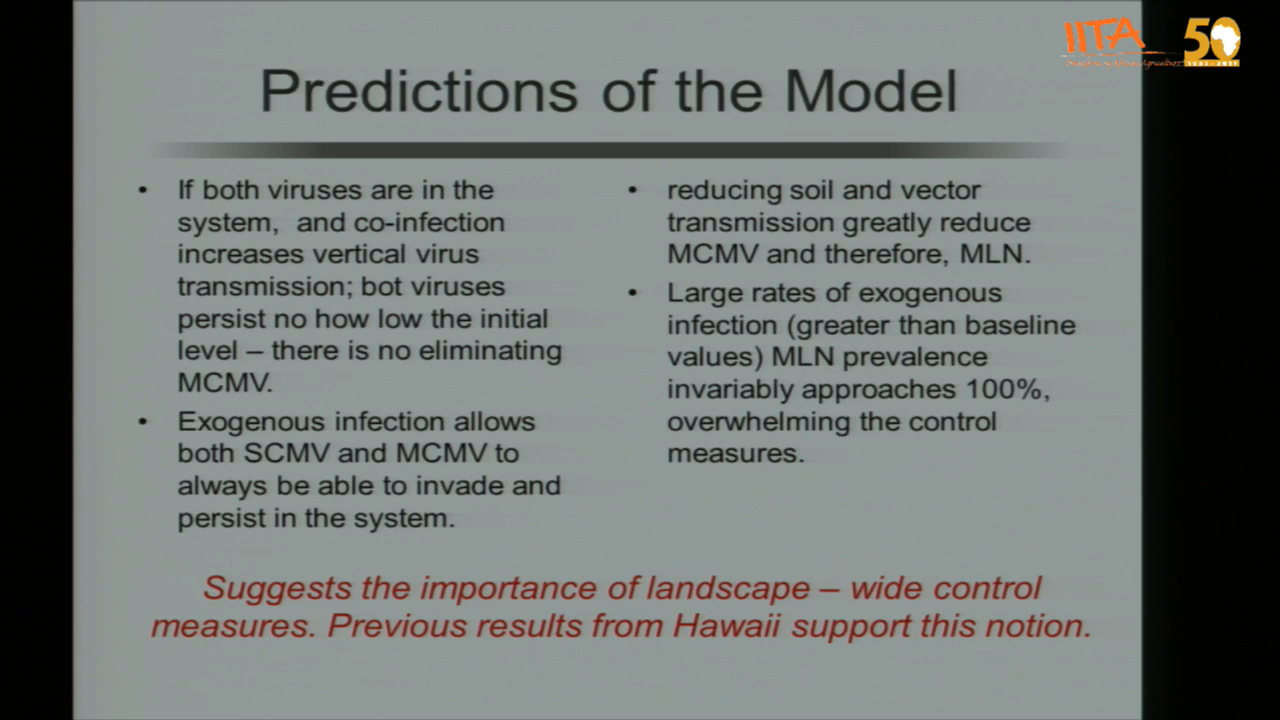 IITA
50
Predictions of the Model
• If both viruses are in the
system, and co-infection
increases vertical virus
transmission; bot viruses
persist no how low the initial
level – there is no eliminating
MCMV.
• Exogenous infection allows
both SCMV and MCMV to
always be able to invade and
persist in the system.
• reducing soil and vector
transmission greatly reduce
MCMV and therefore, MLN.
• Large rates of exogenous
infection (greater than baseline
values) MLN prevalence
invariably approaches 100%,
overwhelming the control
measures.
Suggests the importance of landscape – wide control
measures. Previous results from Hawaii support this notion.